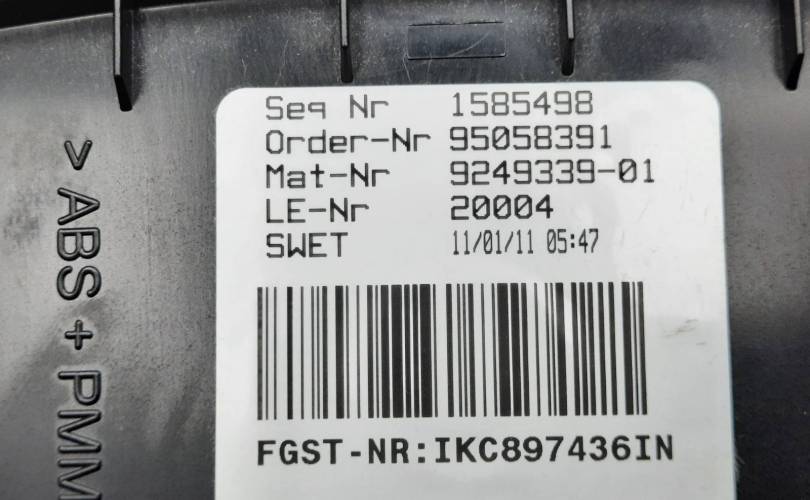 Seq Nr 1585498
Order-Nr 95058391
Mat-Nr 9249339-01
LE-Nr 20004
SWET 11/01/11 05:47
FGST-NR:IKC897436IN
> ABS + PMM